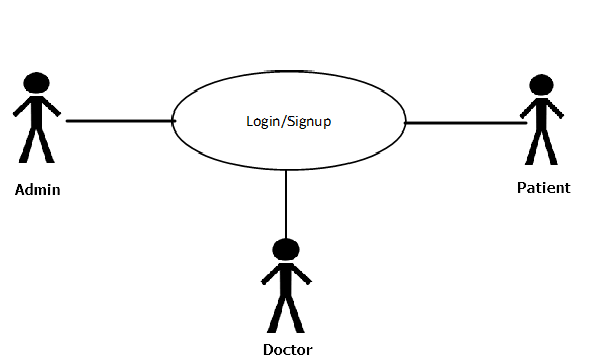 Login/Signup
Admin
Patient
Doctor